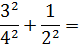 3²/4² + 1/2² =